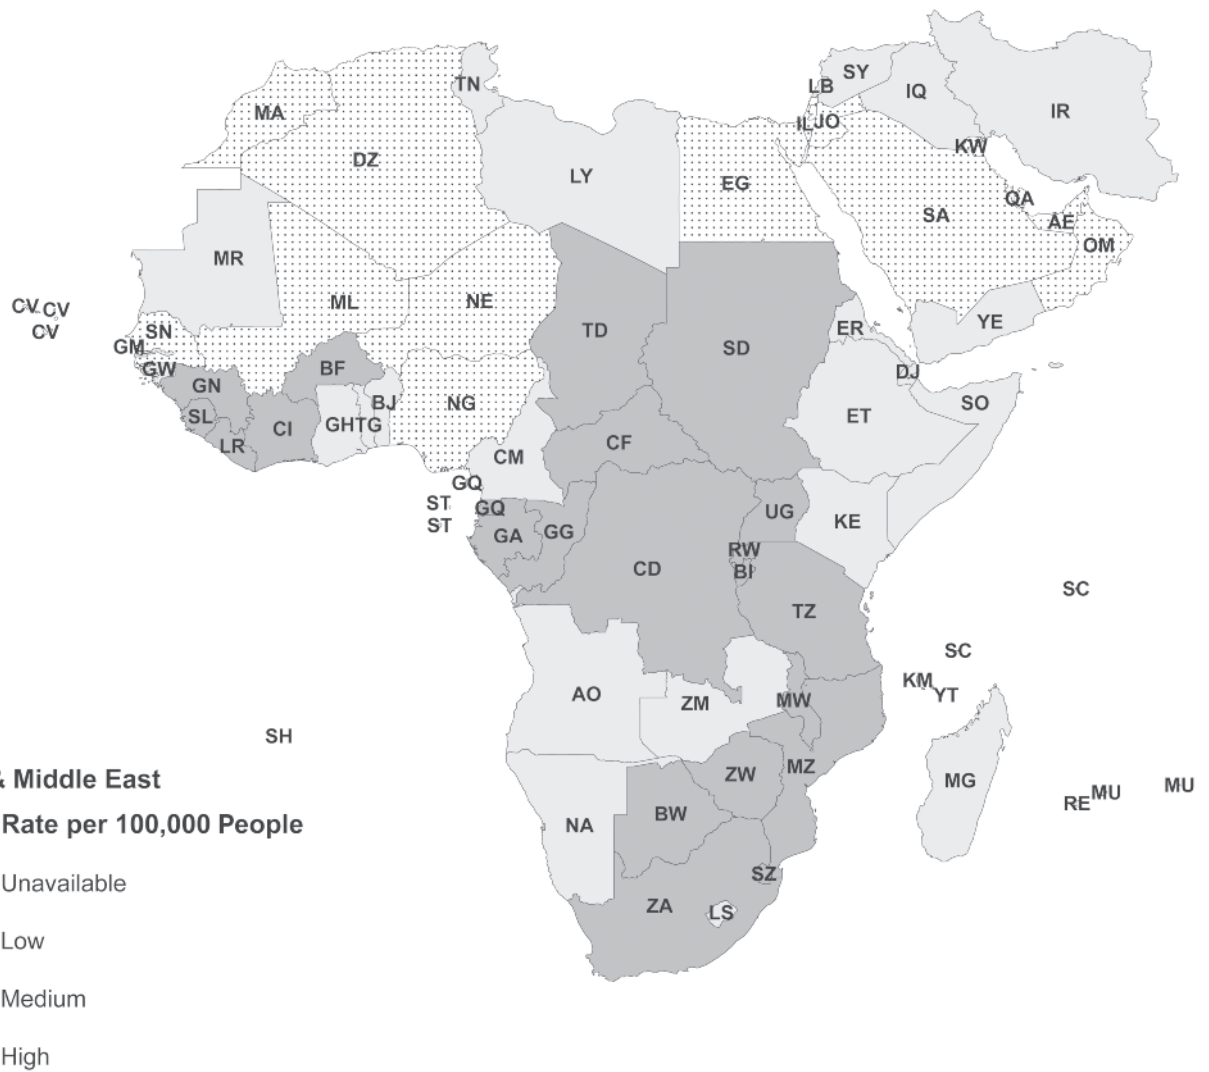 TN
MA
DZ
LY
EG
LB
SY
IQ
IR
IL
JO
KW
SA
QA
AE
OM
MR
ML
NE
TD
SD
ER
YE
DJ
CV
CV
CV
SN
GM
GW
GN
SL
LR
BF
CI
GH
TG
BJ
NG
CM
CF
ET
SO
GQ
ST
ST
GQ
GA
GG
CD
UG
KE
RW
BI
TZ
SC
SC
KM
YT
AO
ZM
MW
MZ
ZW
MG
SH
NA
BW
SZ
ZA
LS
RE
MU
MU
& Middle East
Rate per 100,000 People
Unavailable
Low
Medium
High